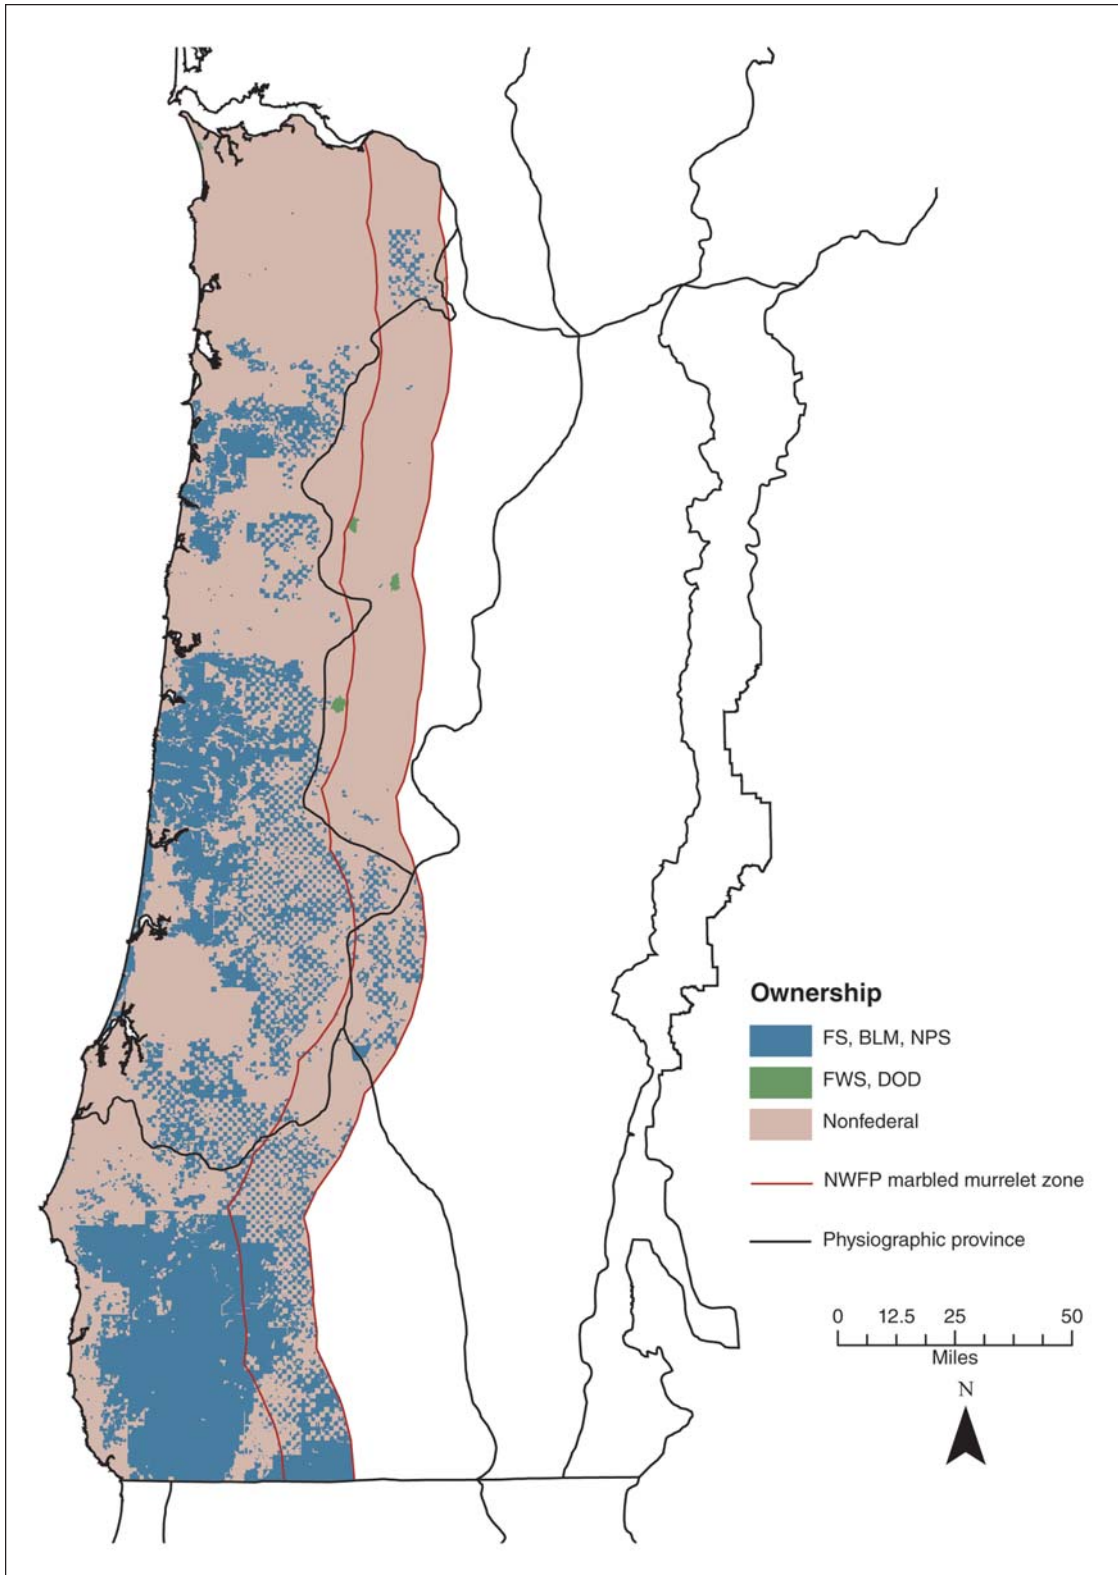 Ownership
FS, BLM, NPS
FWS, DOD
Nonfederal
NWFP marbled murrelet zone
Physiographic province
0 12.5 25 50
Miles
N